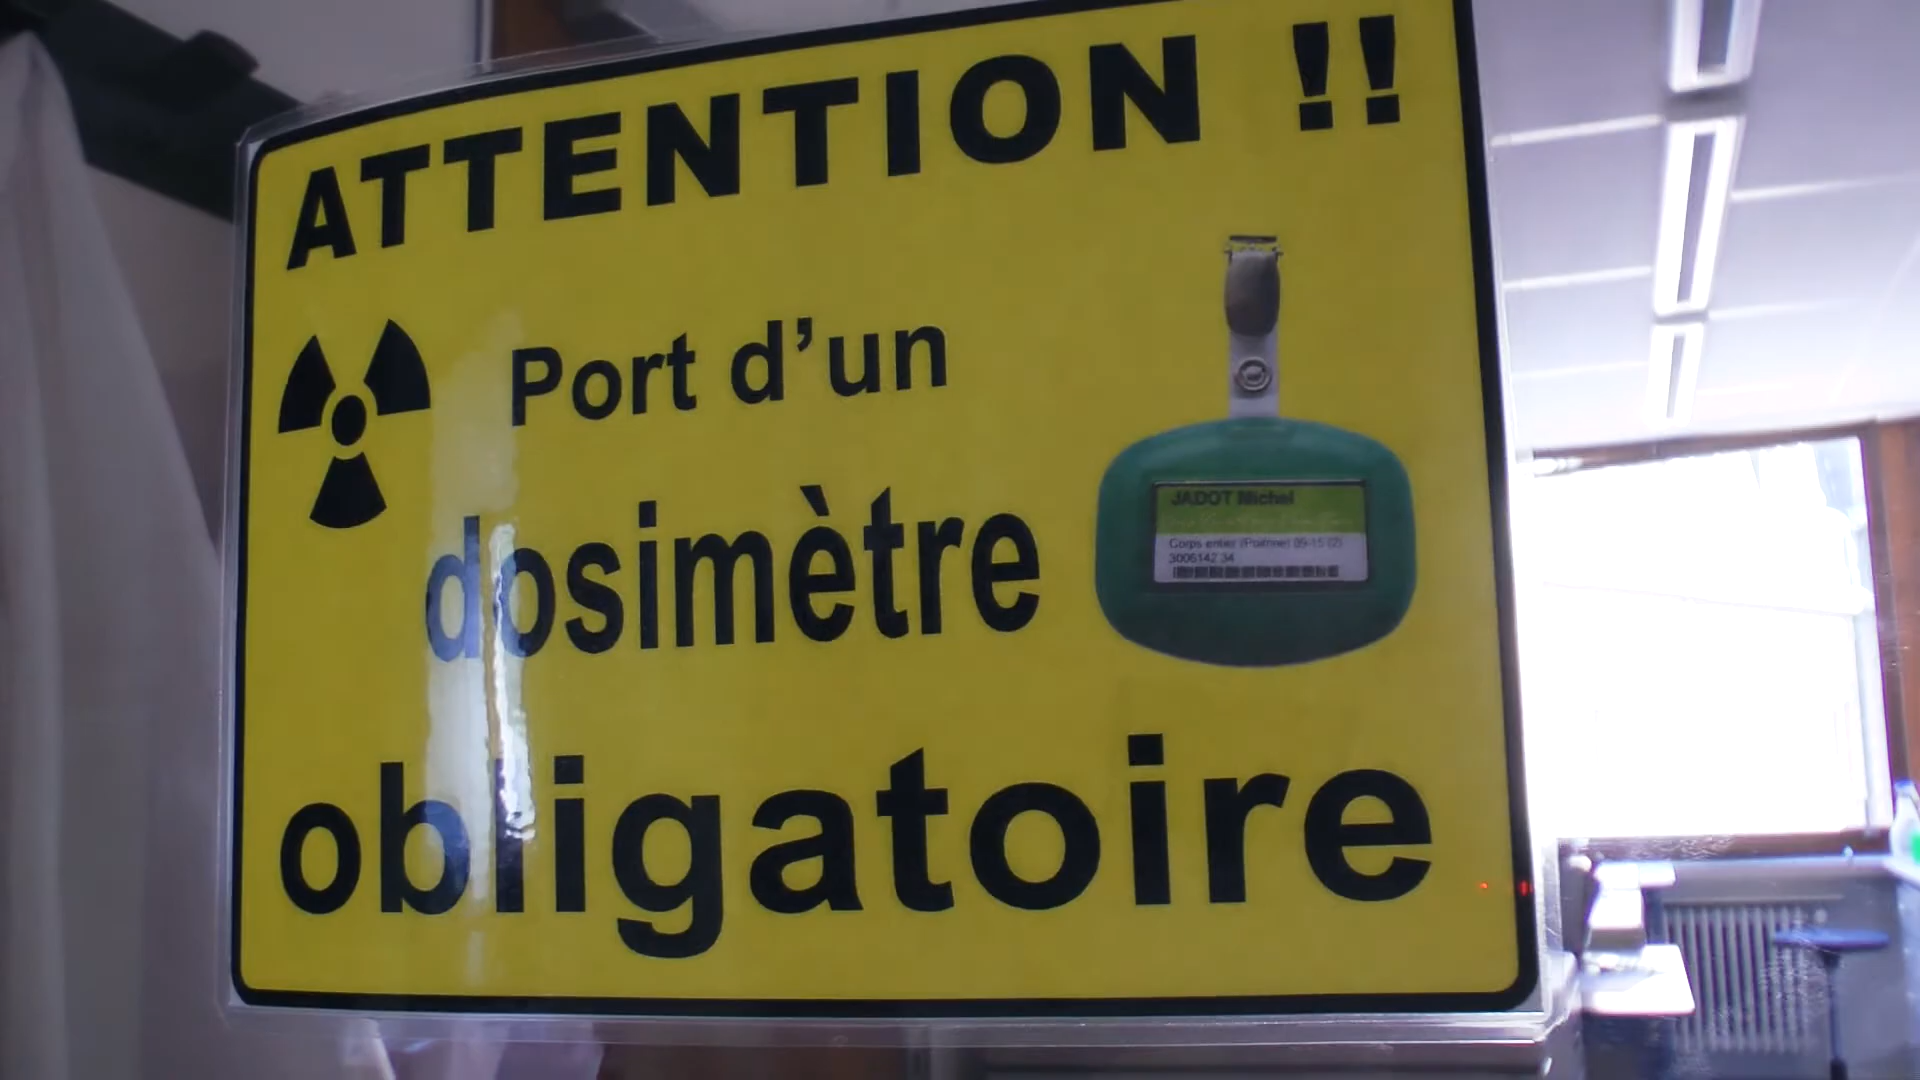 ATTENTION !!
Port d'un
dosimètre
obligatoire
JADOT Michel
Corps entier (Poitrine) 09-15 (2)
3006142 34